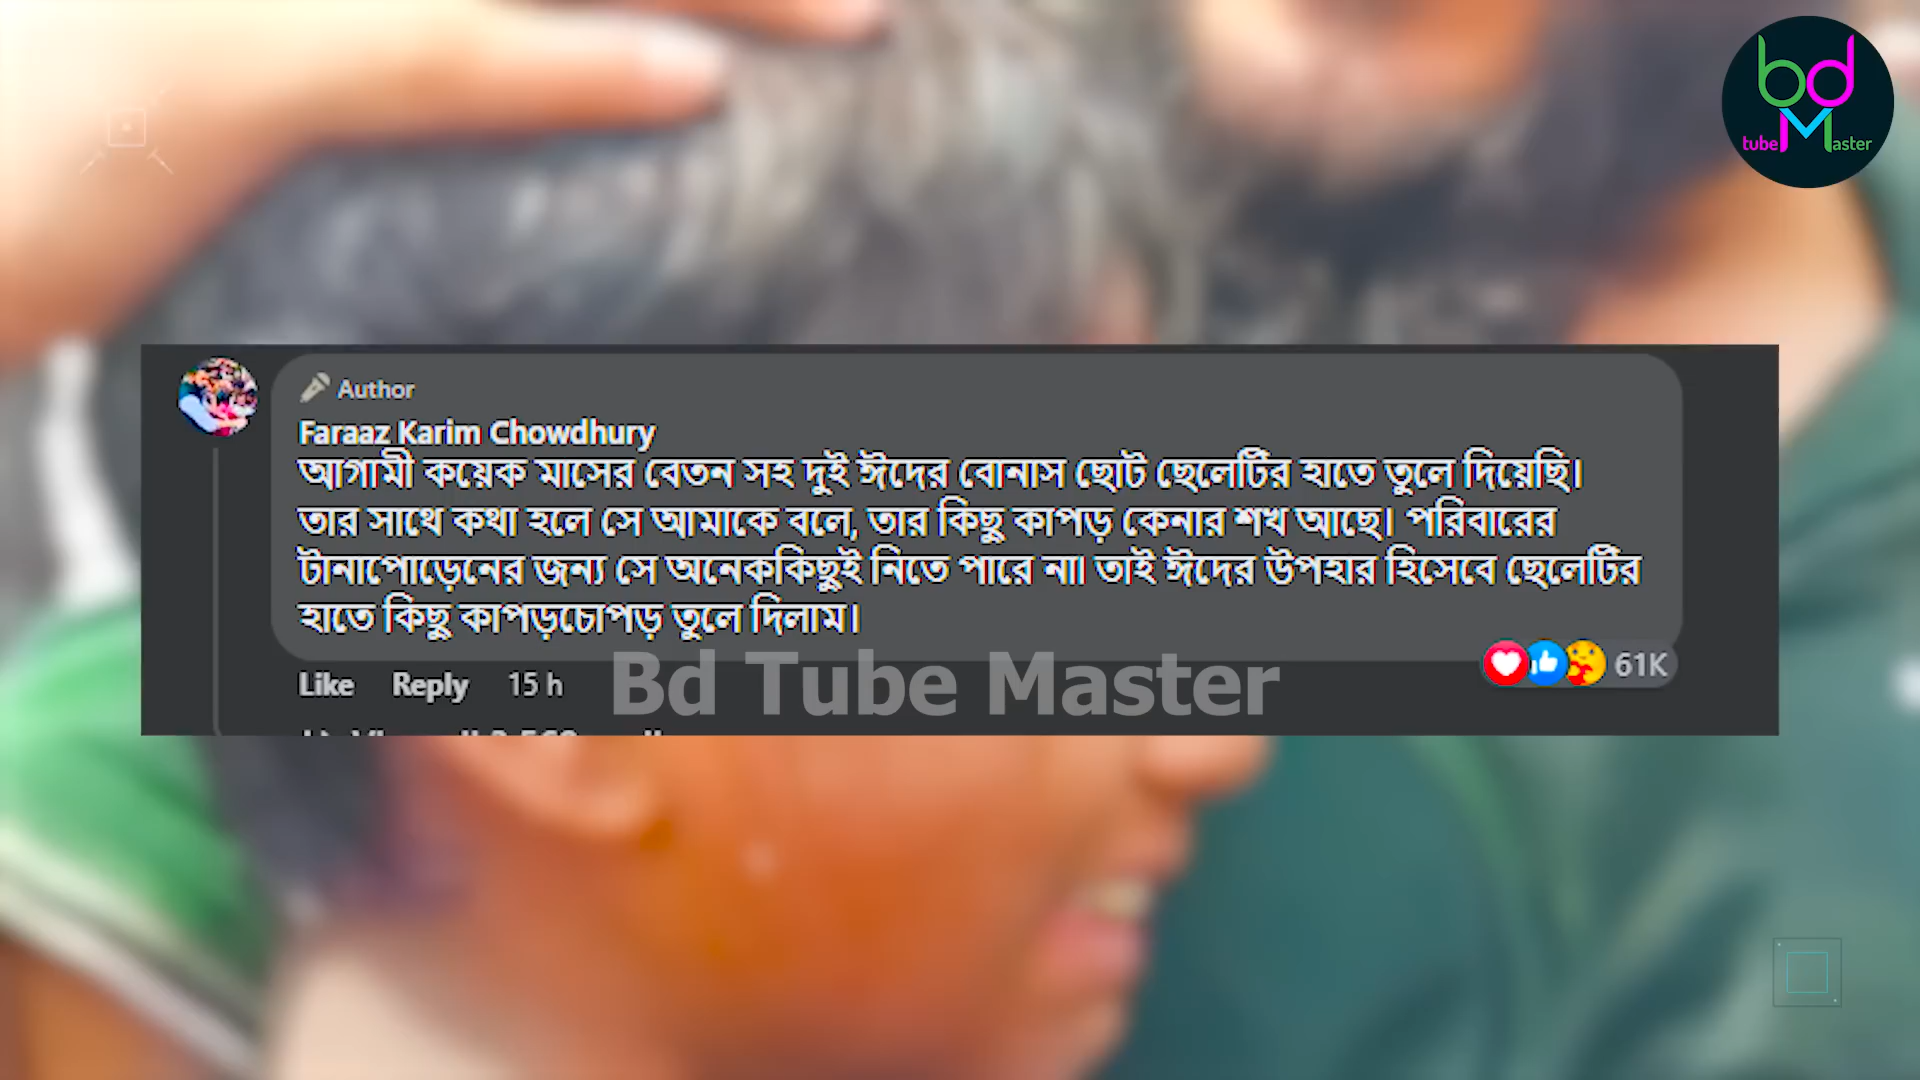 bd
tube Master
Author
Faraaz Karim Chowdhury
আগামী কয়েক মাসের বেতন সহ দুই ঈদের বোনাস ছোট ছেলেটির হাতে তুলে দিয়েছি।
তার সাথে কথা হলে সে আমাকে বলে, তার কিছু কাপড় কেনার শখ আছে। পরিবারের
টানাপোড়েনের জন্য সে অনেককিছুই নিতে পারে না। তাই ঈদের উপহার হিসেবে ছেলেটির
হাতে কিছু কাপড়চোপড় তুলে দিলাম।
Like Reply 15 h
61K
Bd Tube Master